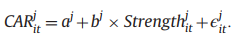 CAR^j_it = a^j + b^j × Strength^j_it + ϵ^j_it.